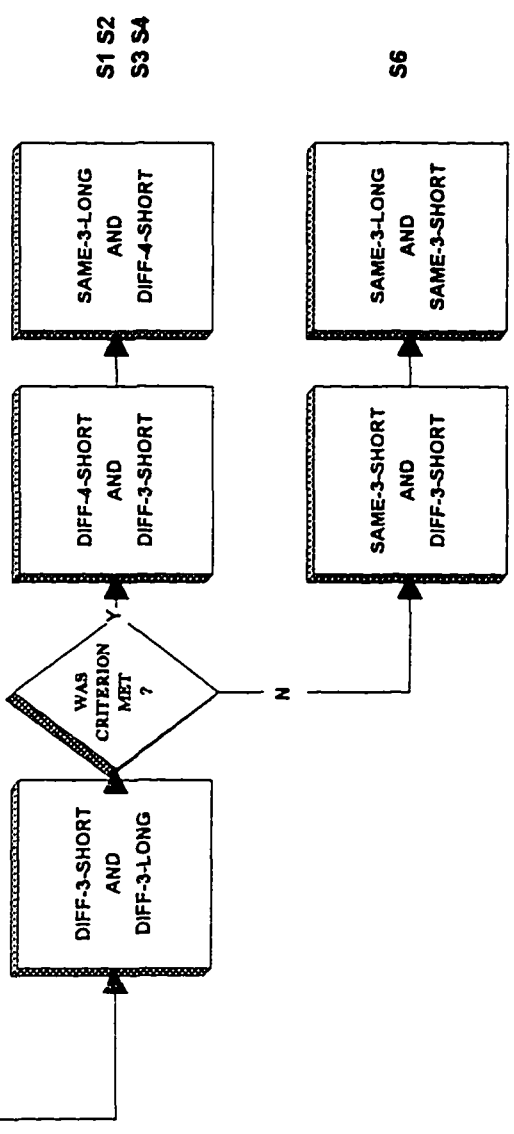 DIFF-3-SHORT
AND
DIFF-3-LONG
WAS
CRITERION
MET
?
Y
N
DIFF-4-SHORT
AND
DIFF-3-SHORT
SAME-3-LONG
AND
DIFF-4-SHORT
S1 S2
S3 S4
SAME-3-SHORT
AND
DIFF-3-SHORT
SAME-3-LONG
AND
SAME-3-SHORT
S6